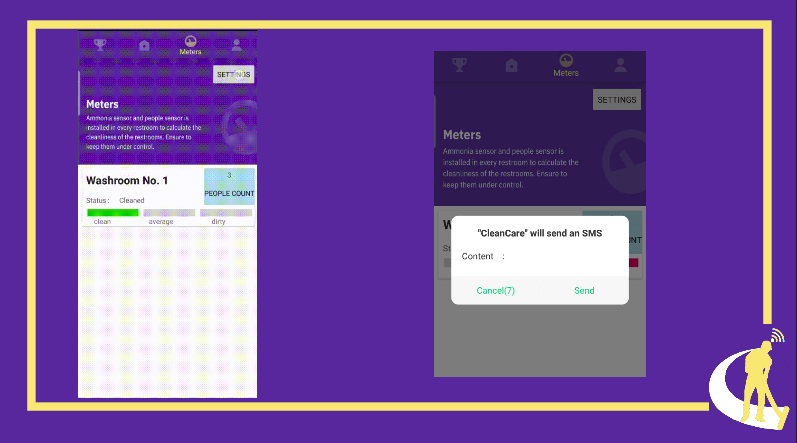 Meters
SETTINGS
Meters
Ammonia sensor and people sensor is
installed in every restroom to calculate the
cleanliness of the restrooms. Ensure to
keep them under control.
Washroom No. 1
3
PEOPLE COUNT
Status : Cleaned
clean average dirty
Meters
SETTINGS
Meters
Ammonia sensor and people sensor is
installed in every restroom to calculate the
cleanliness of the restrooms. Ensure to
keep them under control.
W
NT
St
"CleanCare" will send an SMS
Content :
Cancel(7) Send